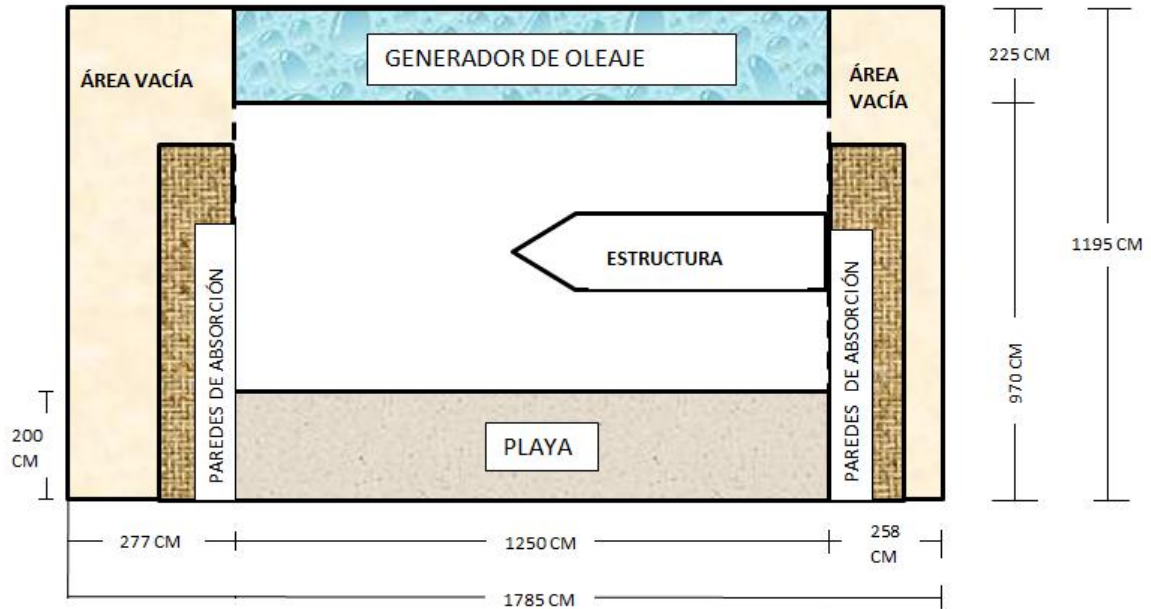 GENERADOR DE OLEAJE
ÁREA VACÍA
ÁREA
VACÍA
225 CM
1195 CM
ESTRUCTURA
PAREDES DE ABSORCIÓN
PAREDES DE ABSORCIÓN
970 CM
200
CM
PLAYA
277 CM
1250 CM
258
CM
1785 CM